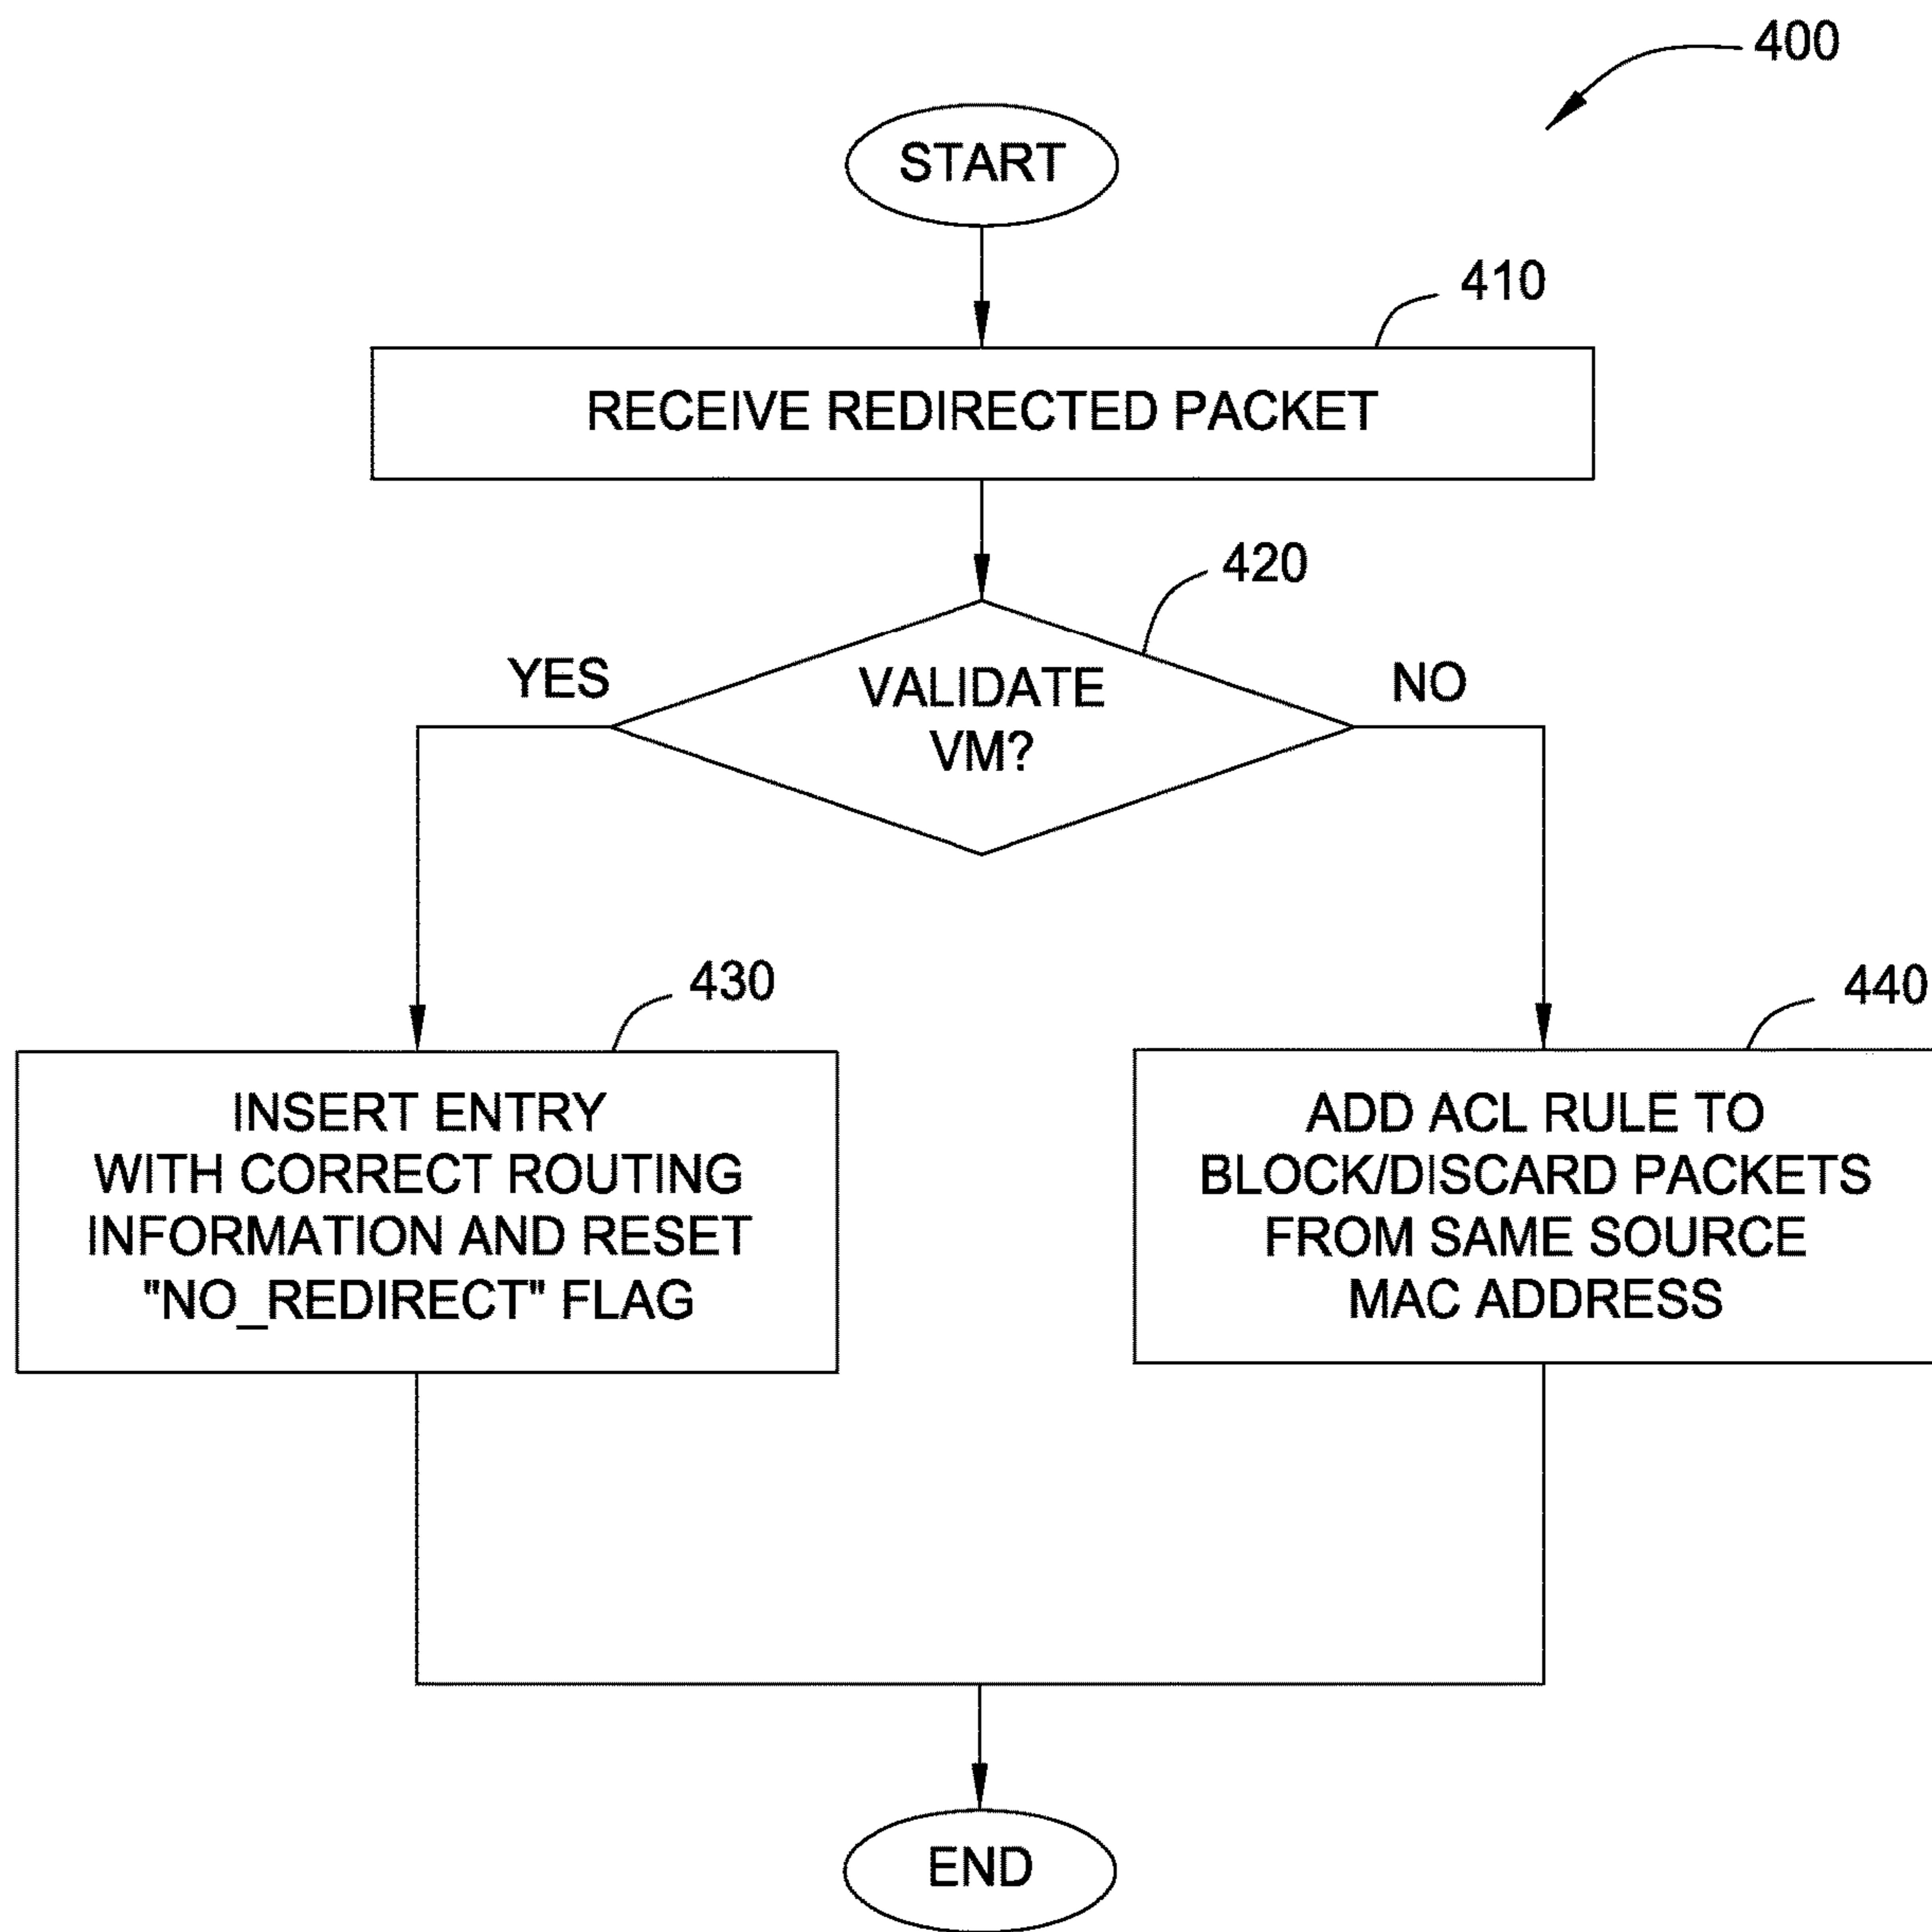 400
START
410
RECEIVE REDIRECTED PACKET
420
YES
VALIDATE
VM?
NO
430
440
INSERT ENTRY
WITH CORRECT ROUTING
INFORMATION AND RESET
"NO_REDIRECT" FLAG
ADD ACL RULE TO
BLOCK/DISCARD PACKETS
FROM SAME SOURCE
MAC ADDRESS
END